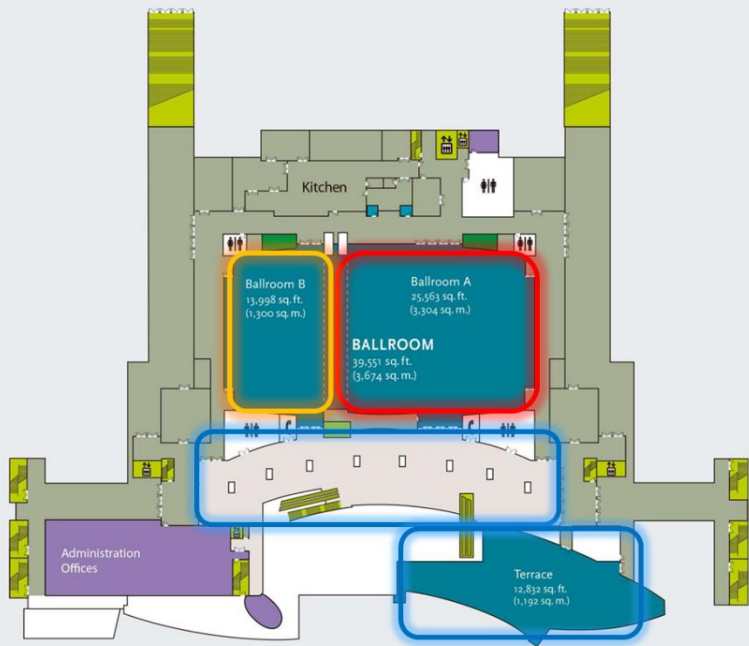 Kitchen
Ballroom B
13,998 sq. ft.
(1,300 sq. m.)
Ballroom A
25,563 sq. ft.
(3,304 sq. m.)
BALLROOM
39,551 sq. ft.
(3,674 sq. m.)
Administration
Offices
Terrace
12,832 sq. ft.
(1,192 sq. m.)